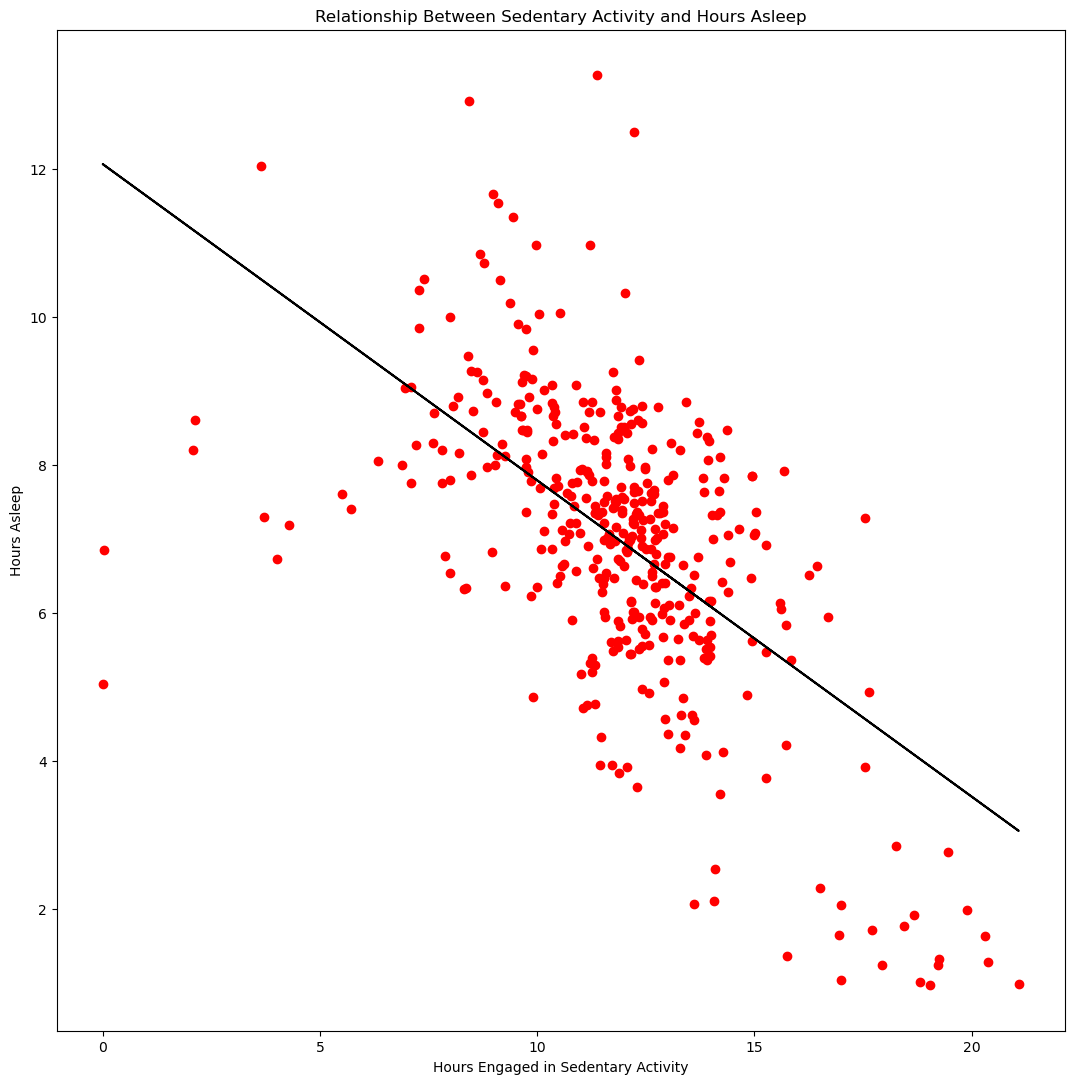 Relationship Between Sedentary Activity and Hours Asleep
Hours Asleep
12
10
8
6
4
2
0 5 10 15 20
Hours Engaged in Sedentary Activity